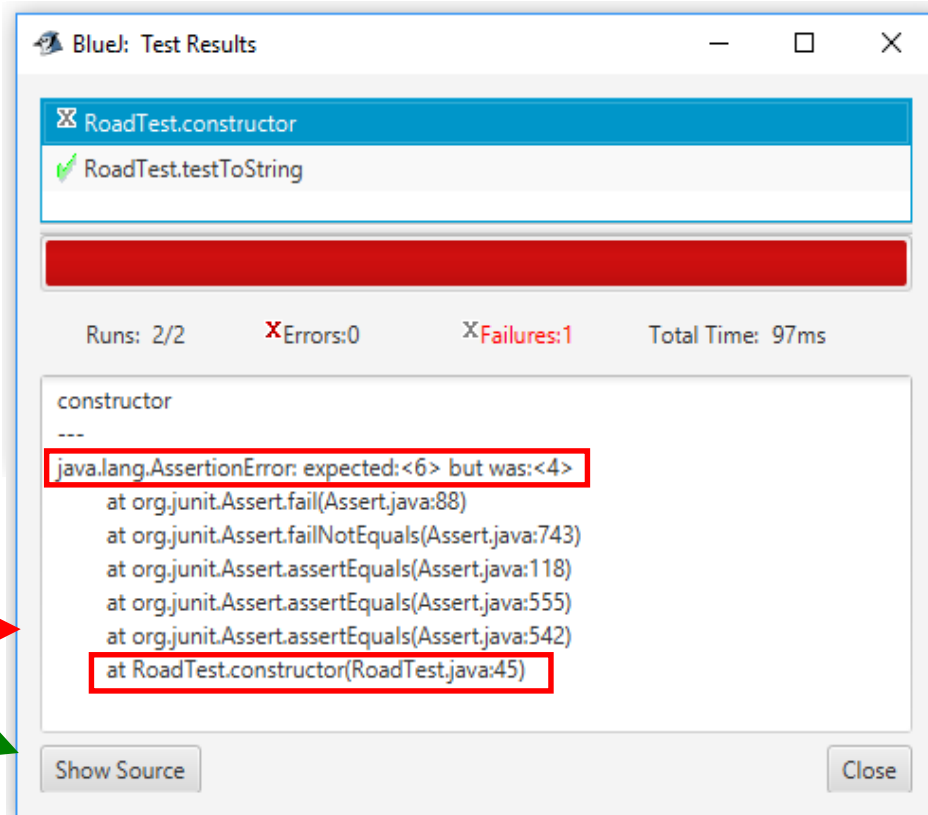 BlueJ: Test Results
RoadTest.constructor
RoadTest.testToString
Runs: 2/2 Errors:0 Failures:1 Total Time: 97ms
constructor
---
java.lang.AssertionError: expected:<6> but was:<4>
at org.junit.Assert.fail(Assert.java:88)
at org.junit.Assert.failNotEquals(Assert.java:743)
at org.junit.Assert.assertEquals(Assert.java:118)
at org.junit.Assert.assertEquals(Assert.java:555)
at org.junit.Assert.assertEquals(Assert.java:542)
at RoadTest.constructor(RoadTest.java:45)
Show Source Close